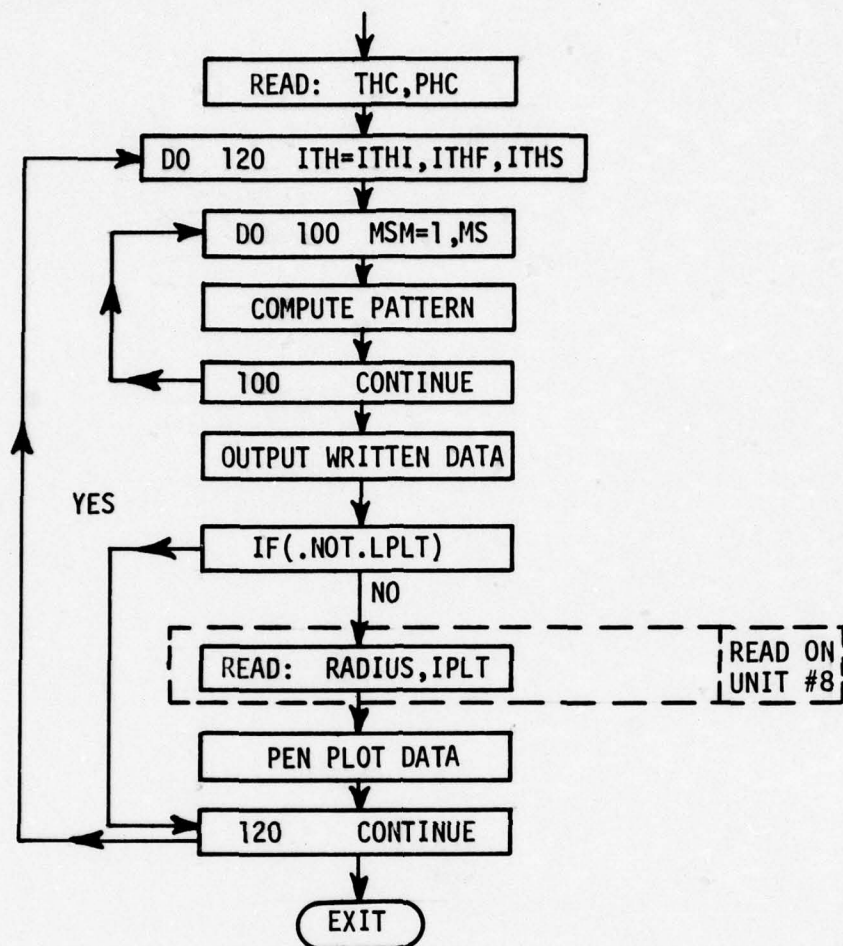 READ: THC,PHC
DO 120 ITH=ITHI,ITHF,ITHS
DO 100 MSM=1,MS
COMPUTE PATTERN
100 CONTINUE
OUTPUT WRITTEN DATA
YES
IF(.NOT.LPLT)
NO
READ: RADIUS,IPLT
READ ON
UNIT #8
PEN PLOT DATA
120 CONTINUE
EXIT